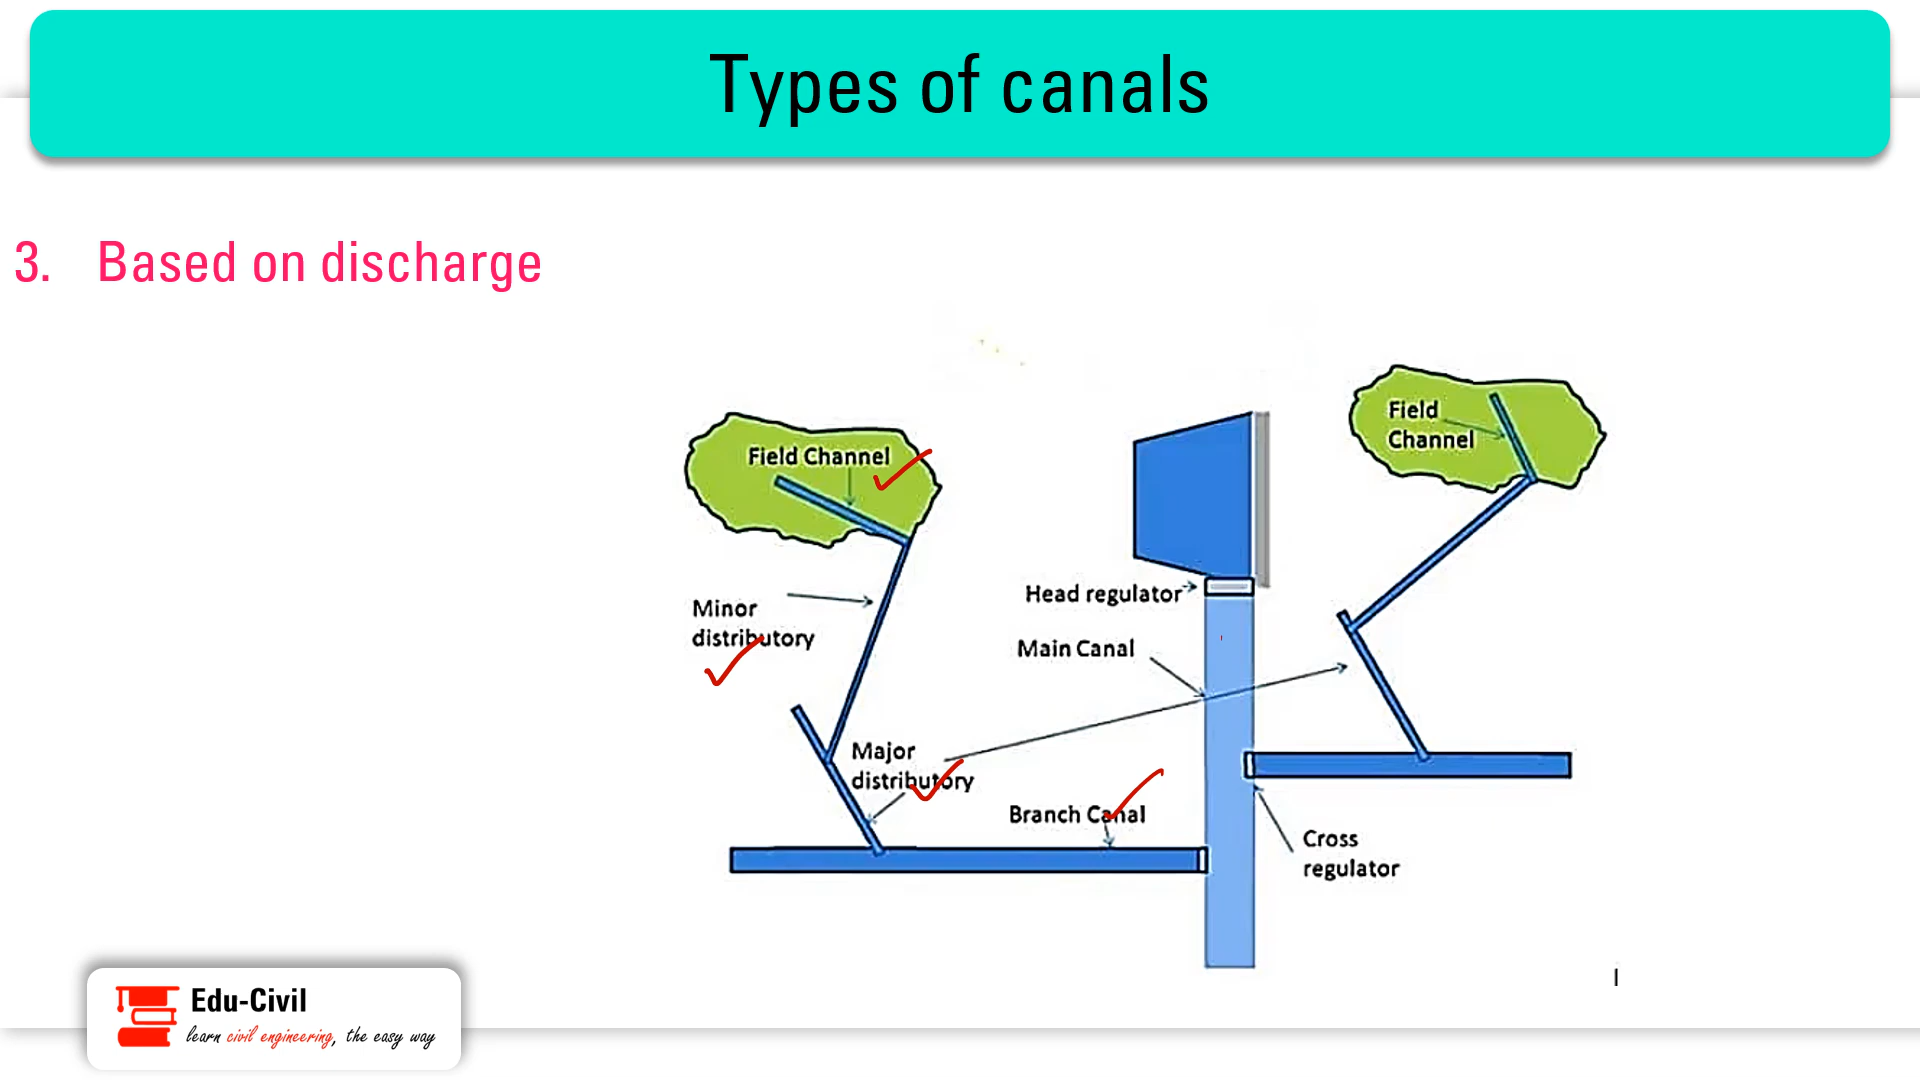 Types of canals
3. Based on discharge
Field
Channel
Field Channel
Head regulator
Minor
distributory
Main Canal
Major
distributory
Branch Canal
Cross
regulator
Edu-Civil
learn civil engineering, the easy way